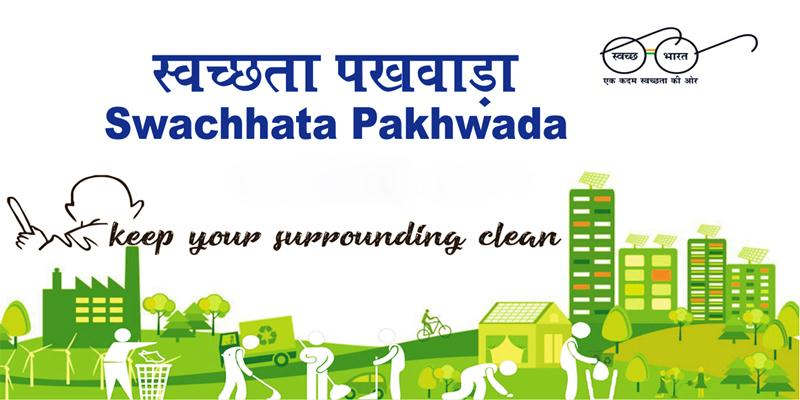 स्वच्छता पखवाड़ा
Swachhata Pakhwada
स्वच्छ भारत
एक कदम स्वच्छता की ओर
keep your surrounding clean